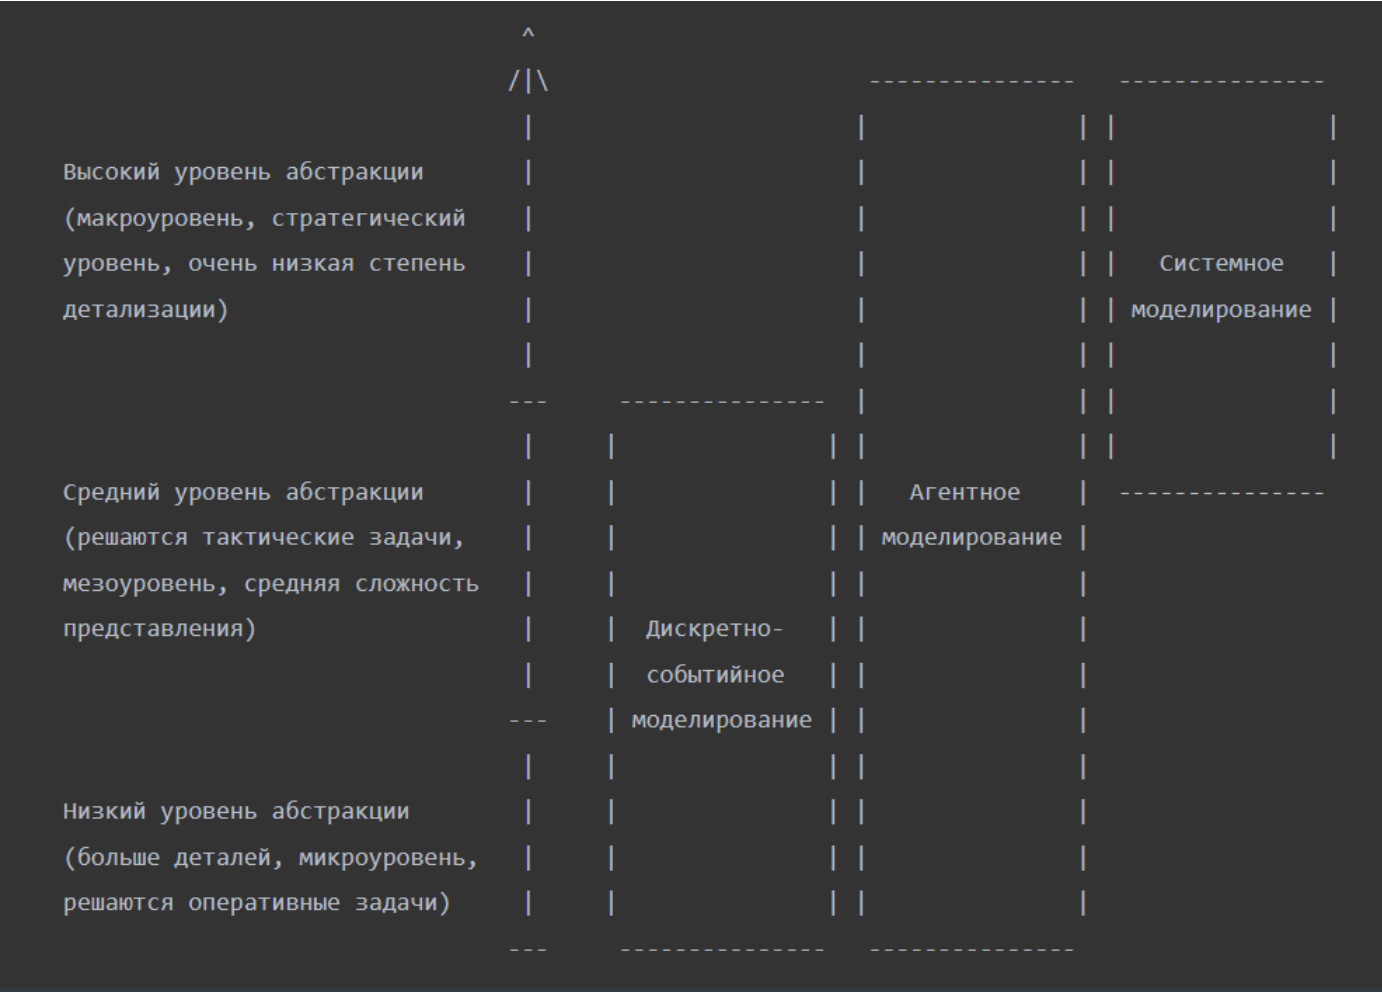 Высокий уровень абстракции
(макроуровень, стратегический
уровень, очень низкая степень
детализации)
Системное
моделирование
Средний уровень абстракции
(решаются тактические задачи,
мезоуровень, средняя сложность
представления)
Агентное
моделирование
Дискретно-
событийное
моделирование
Низкий уровень абстракции
(больше деталей, микроуровень,
решаются оперативные задачи)